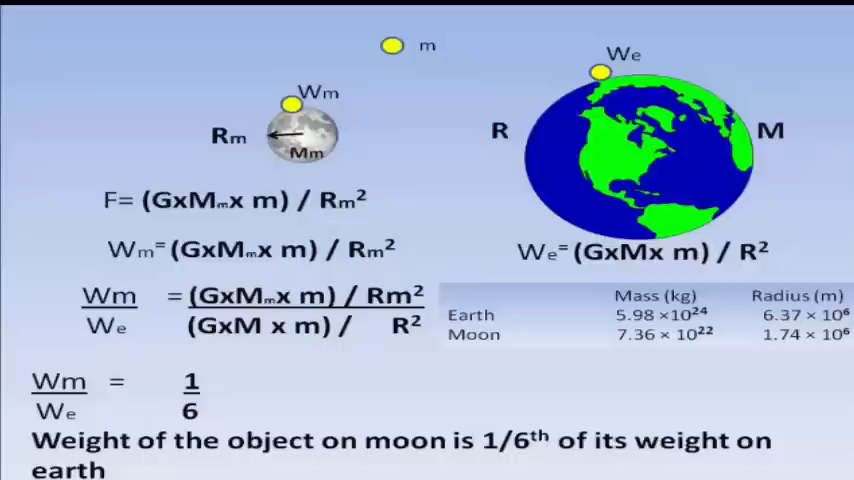 m
We
Wm
Rm
Mm
R
M
F= (GxMmx m) / Rm²
Wm= (GxMmx m) / Rm²
We= (GxMx m) / R²
Wm = (GxMmx m) / Rm²
We (GxM x m) / R²
Mass (kg) Radius (m)
Earth 5.98 ×10²⁴ 6.37 × 10⁶
Moon 7.36 × 10²² 1.74 × 10⁶
Wm = 1
We 6
Weight of the object on moon is 1/6ᵗʰ of its weight on
earth